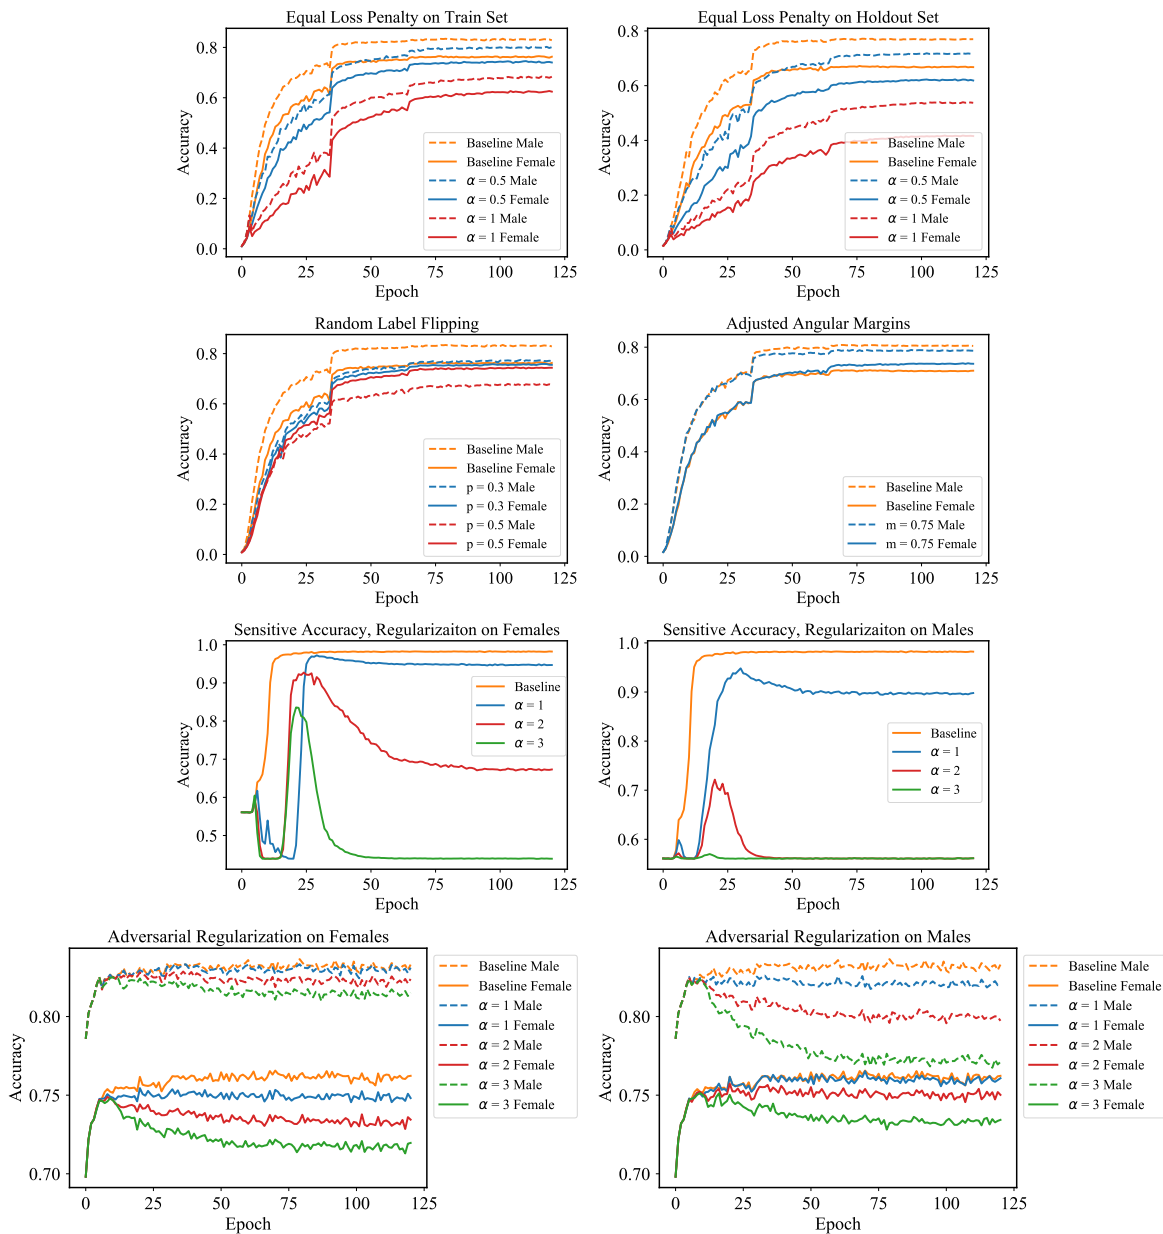 Equal Loss Penalty on Train Set
0.8
0.6
0.4
0.2
0.0
Accuracy
Baseline Male
Baseline Female
α = 0.5 Male
α = 0.5 Female
α = 1 Male
α = 1 Female
0 25 50 75 100 125
Epoch
Equal Loss Penalty on Holdout Set
0.8
0.6
0.4
0.2
0.0
Accuracy
Baseline Male
Baseline Female
α = 0.5 Male
α = 0.5 Female
α = 1 Male
α = 1 Female
0 25 50 75 100 125
Epoch
Random Label Flipping
0.8
0.6
0.4
0.2
0.0
Accuracy
Baseline Male
Baseline Female
p = 0.3 Male
p = 0.3 Female
p = 0.5 Male
p = 0.5 Female
0 25 50 75 100 125
Epoch
Adjusted Angular Margins
0.8
0.6
0.4
0.2
0.0
Accuracy
Baseline Male
Baseline Female
m = 0.75 Male
m = 0.75 Female
0 25 50 75 100 125
Epoch
Sensitive Accuracy, Regularizaiton on Females
1.0
0.9
0.8
0.7
0.6
0.5
Accuracy
Baseline
α = 1
α = 2
α = 3
0 25 50 75 100 125
Epoch
Sensitive Accuracy, Regularizaiton on Males
1.0
0.9
0.8
0.7
0.6
Accuracy
Baseline
α = 1
α = 2
α = 3
0 25 50 75 100 125
Epoch
Adversarial Regularization on Females
0.80
0.75
0.70
Accuracy
Baseline Male
Baseline Female
α = 1 Male
α = 1 Female
α = 2 Male
α = 2 Female
α = 3 Male
α = 3 Female
0 25 50 75 100 125
Epoch
Adversarial Regularization on Males
0.80
0.75
0.70
Accuracy
Baseline Male
Baseline Female
α = 1 Male
α = 1 Female
α = 2 Male
α = 2 Female
α = 3 Male
α = 3 Female
0 25 50 75 100 125
Epoch